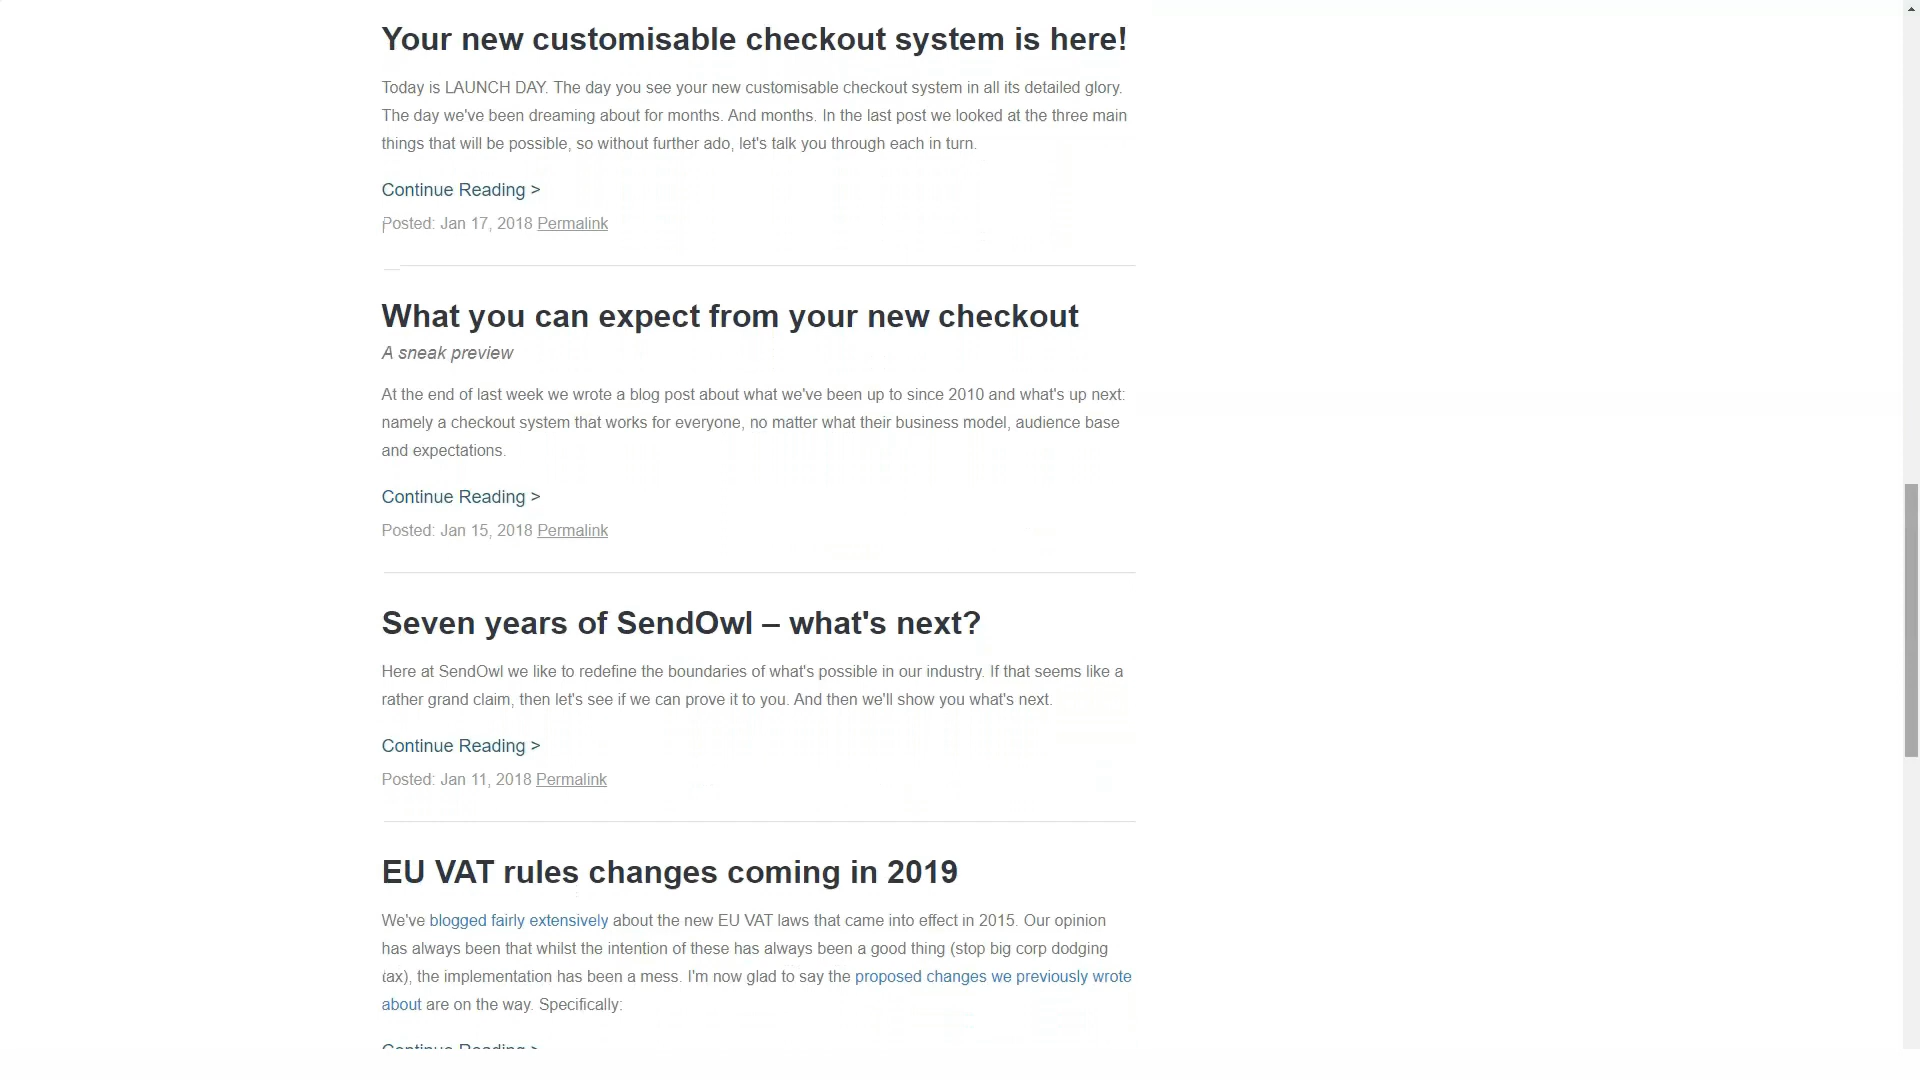 Your new customisable checkout system is here!
Today is LAUNCH DAY. The day you see your new customisable checkout system in all its detailed glory.
The day we've been dreaming about for months. And months. In the last post we looked at the three main
things that will be possible, so without further ado, let's talk you through each in turn.
Continue Reading >
Posted: Jan 17, 2018 Permalink
What you can expect from your new checkout
A sneak preview
At the end of last week we wrote a blog post about what we've been up to since 2010 and what's up next:
namely a checkout system that works for everyone, no matter what their business model, audience base
and expectations.
Continue Reading >
Posted: Jan 15, 2018 Permalink
Seven years of SendOwl – what's next?
Here at SendOwl we like to redefine the boundaries of what's possible in our industry. If that seems like a
rather grand claim, then let's see if we can prove it to you. And then we'll show you what's next.
Continue Reading >
Posted: Jan 11, 2018 Permalink
EU VAT rules changes coming in 2019
We've blogged fairly extensively about the new EU VAT laws that came into effect in 2015. Our opinion
has always been that whilst the intention of these has always been a good thing (stop big corp dodging
tax), the implementation has been a mess. I'm now glad to say the proposed changes we previously wrote
about are on the way. Specifically:
Continue Reading >